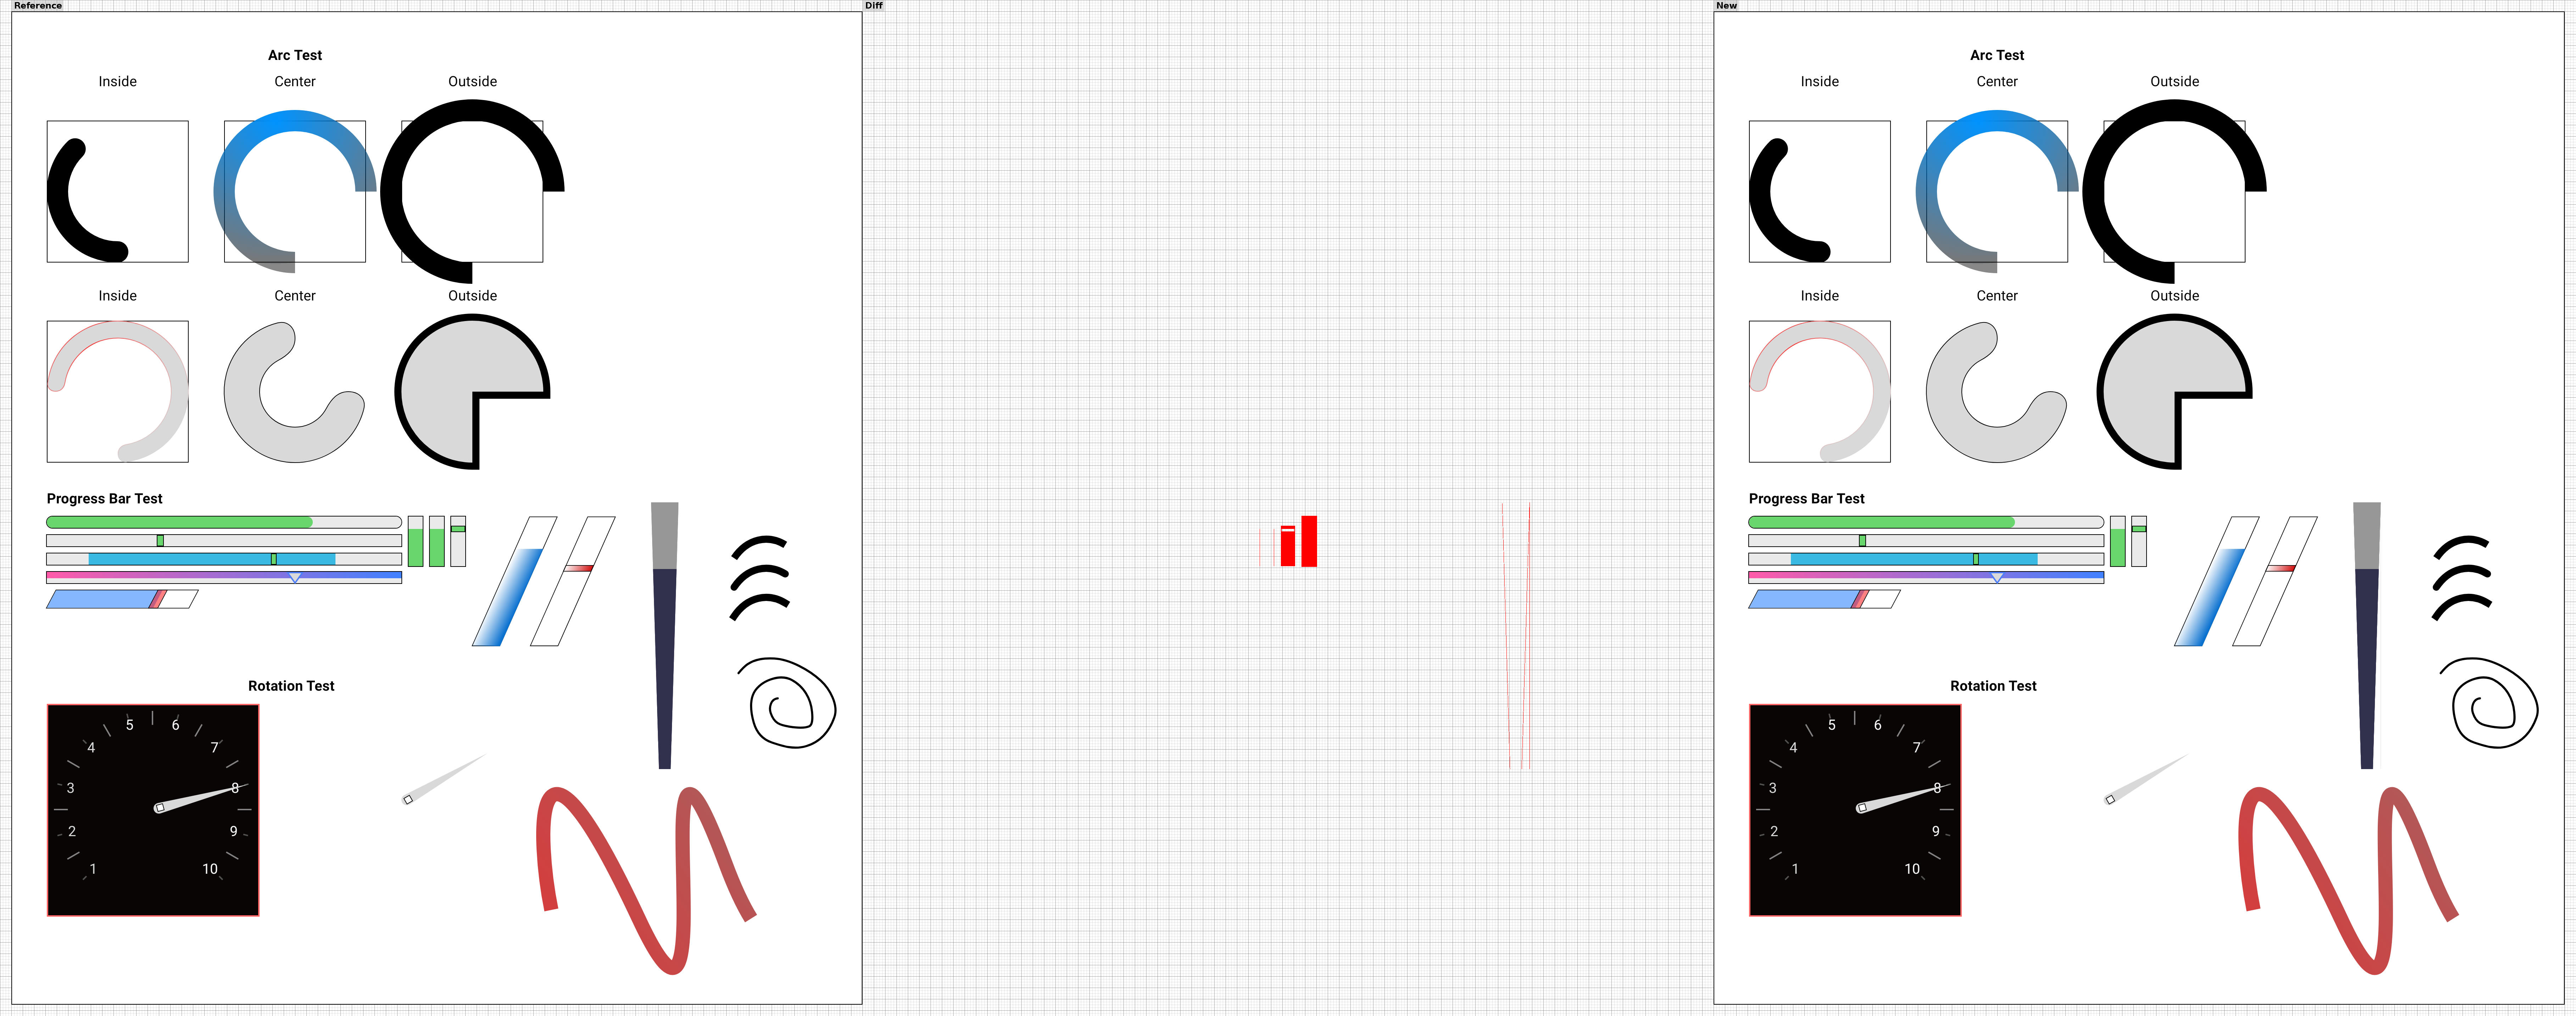 Reference
Diff
New
Arc Test
Inside Center Outside
Inside Center Outside
Progress Bar Test
Rotation Test
5 6
4 7
3 8
2 9
1 10
Arc Test
Inside Center Outside
Inside Center Outside
Progress Bar Test
Rotation Test
5 6
4 7
3 8
2 9
1 10